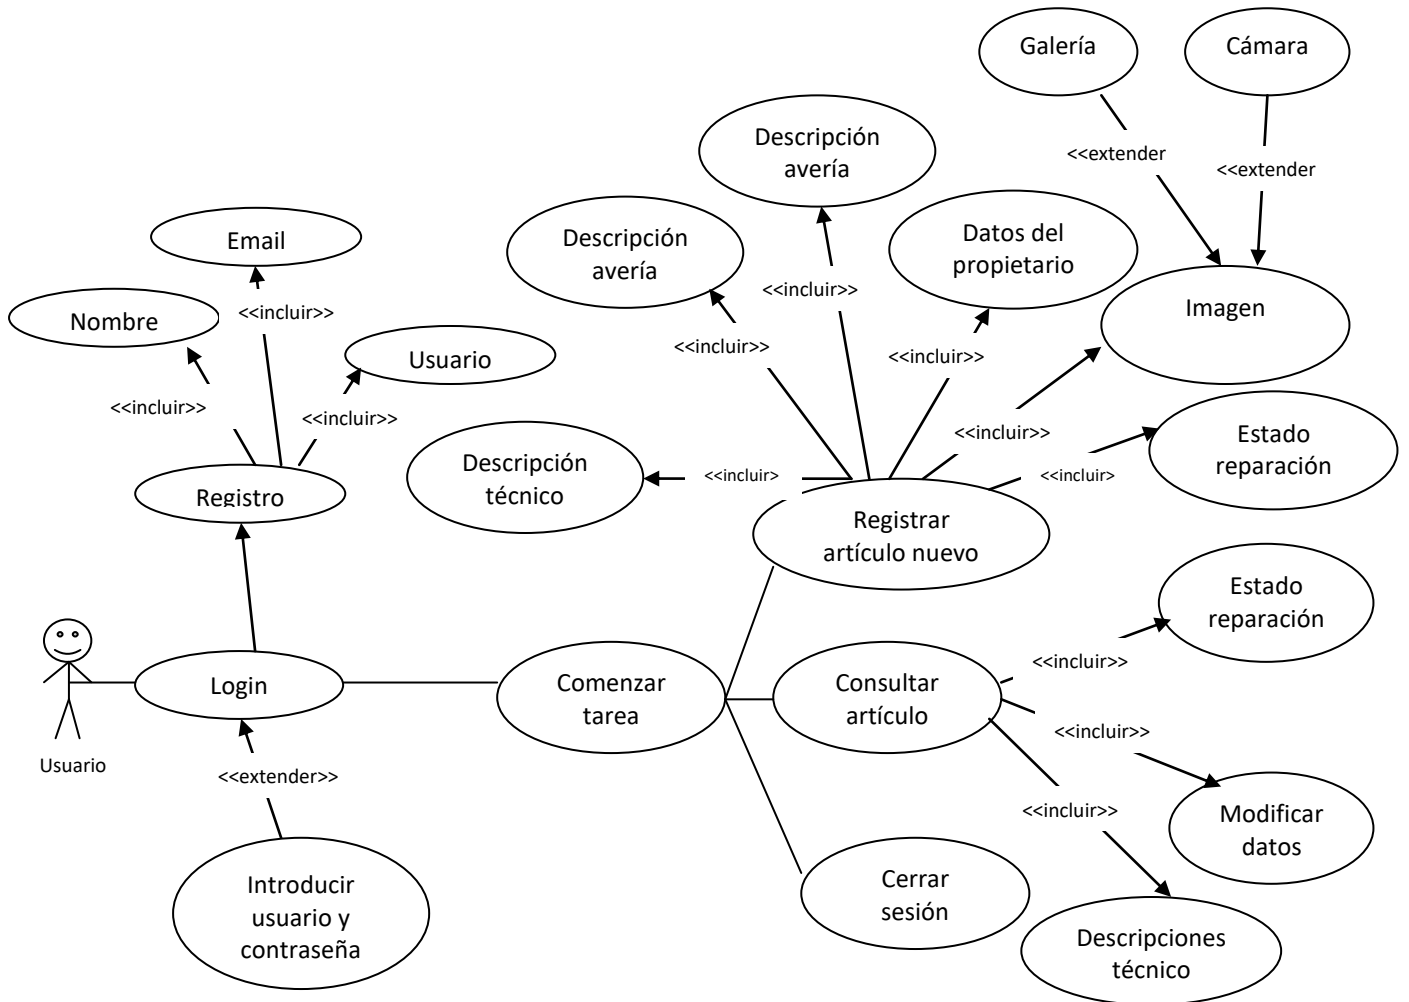 Galería
Cámara
Descripción
avería
<<extender
<<extender
Email
Descripción
avería
Datos del
propietario
<<incluir>>
<<incluir>>
Nombre
Imagen
<<incluir>>
<<incluir>>
Usuario
<<incluir>>
<<incluir>>
<<incluir>>
Estado
reparación
Descripción
técnico
<<incluir>
<<incluir>
Registro
Registrar
artículo nuevo
Estado
reparación
<<incluir>>
Login
Comenzar
tarea
Consultar
artículo
<<incluir>>
Usuario
<<extender>>
<<incluir>>
Modificar
datos
Introducir
usuario y
contraseña
Cerrar
sesión
Descripciones
técnico